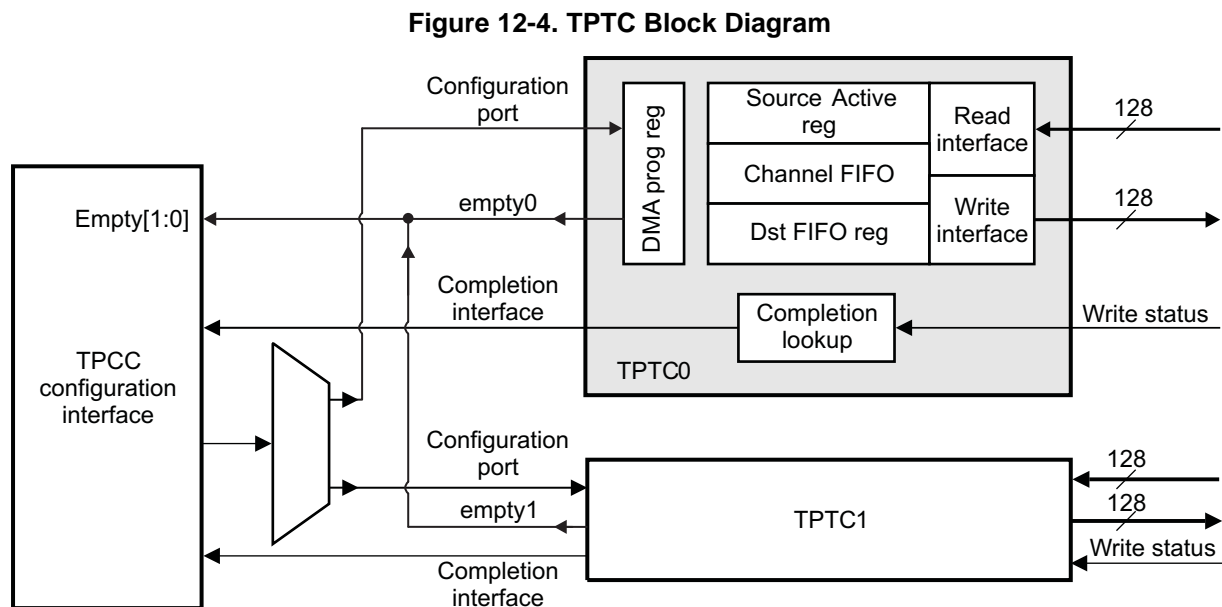 Figure 12-4. TPTC Block Diagram
Configuration
port
DMA prog reg
Source Active
reg
Read
interface
128
Channel FIFO
Empty[1:0]
empty0
Dst FIFO reg
Write
interface
128
Completion
interface
Completion
lookup
Write status
TPTC0
TPCC
configuration
interface
Configuration
port
empty1
TPTC1
128
128
Write status
Completion
interface